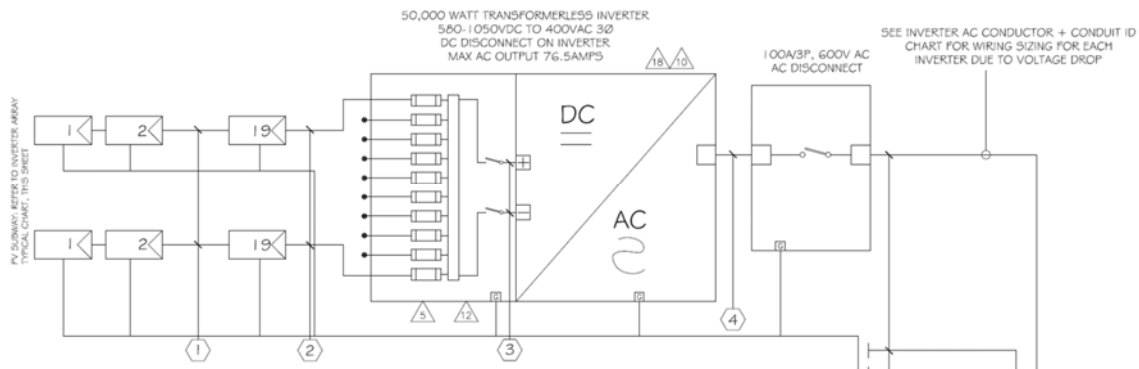 50,000 WATT TRANSFORMERLESS INVERTER
580-1050VDC TO 400VAC 3Ø
DC DISCONNECT ON INVERTER
MAX AC OUTPUT 76.5AMPS
SEE INVERTER AC CONDUCTOR + CONDUIT ID
CHART FOR WIRING SIZING FOR EACH
INVERTER DUE TO VOLTAGE DROP
100A/3P, 600V AC
AC DISCONNECT
18 10
PV SUBWAY: REFER TO INVERTER ARRAY
TYPICAL CHART, THIS SHEET
1 2 19
DC
+
−
AC
1 2 19
G
G
G
5 12
4
1 2 3